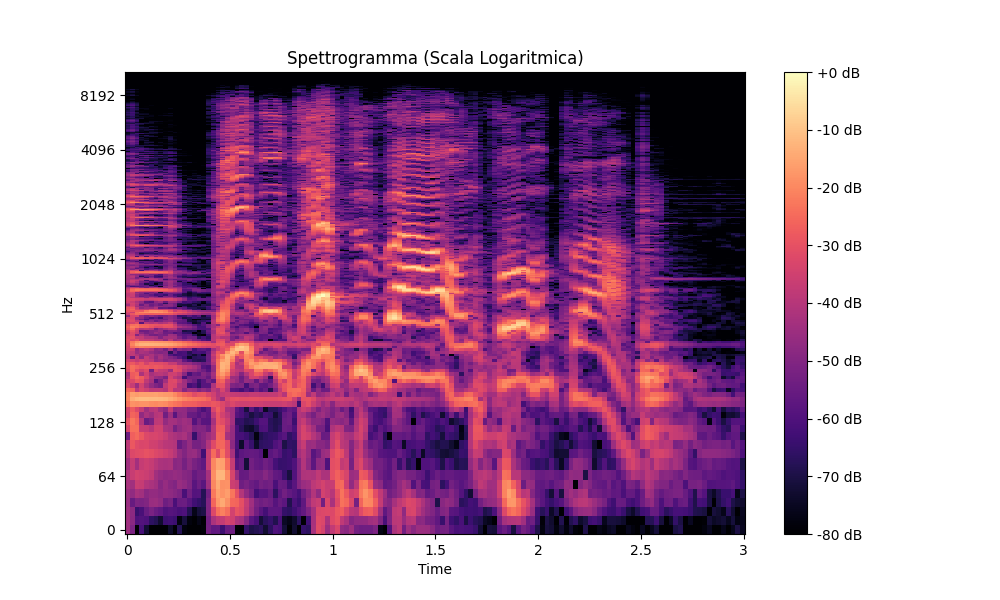 Spettrogramma (Scala Logaritmica)
Hz
8192
4096
2048
1024
512
256
128
64
0
0 0.5 1 1.5 2 2.5 3
Time
+0 dB
-10 dB
-20 dB
-30 dB
-40 dB
-50 dB
-60 dB
-70 dB
-80 dB